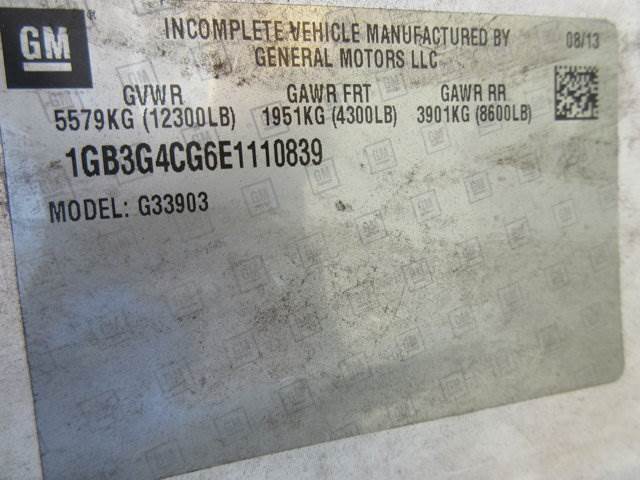 GM
INCOMPLETE VEHICLE MANUFACTURED BY
GENERAL MOTORS LLC
08/13
GVWR GAWR FRT GAWR RR
5579KG (12300LB) 1951KG (4300LB) 3901KG (8600LB)
1GB3G4CG6E1110839
MODEL: G33903